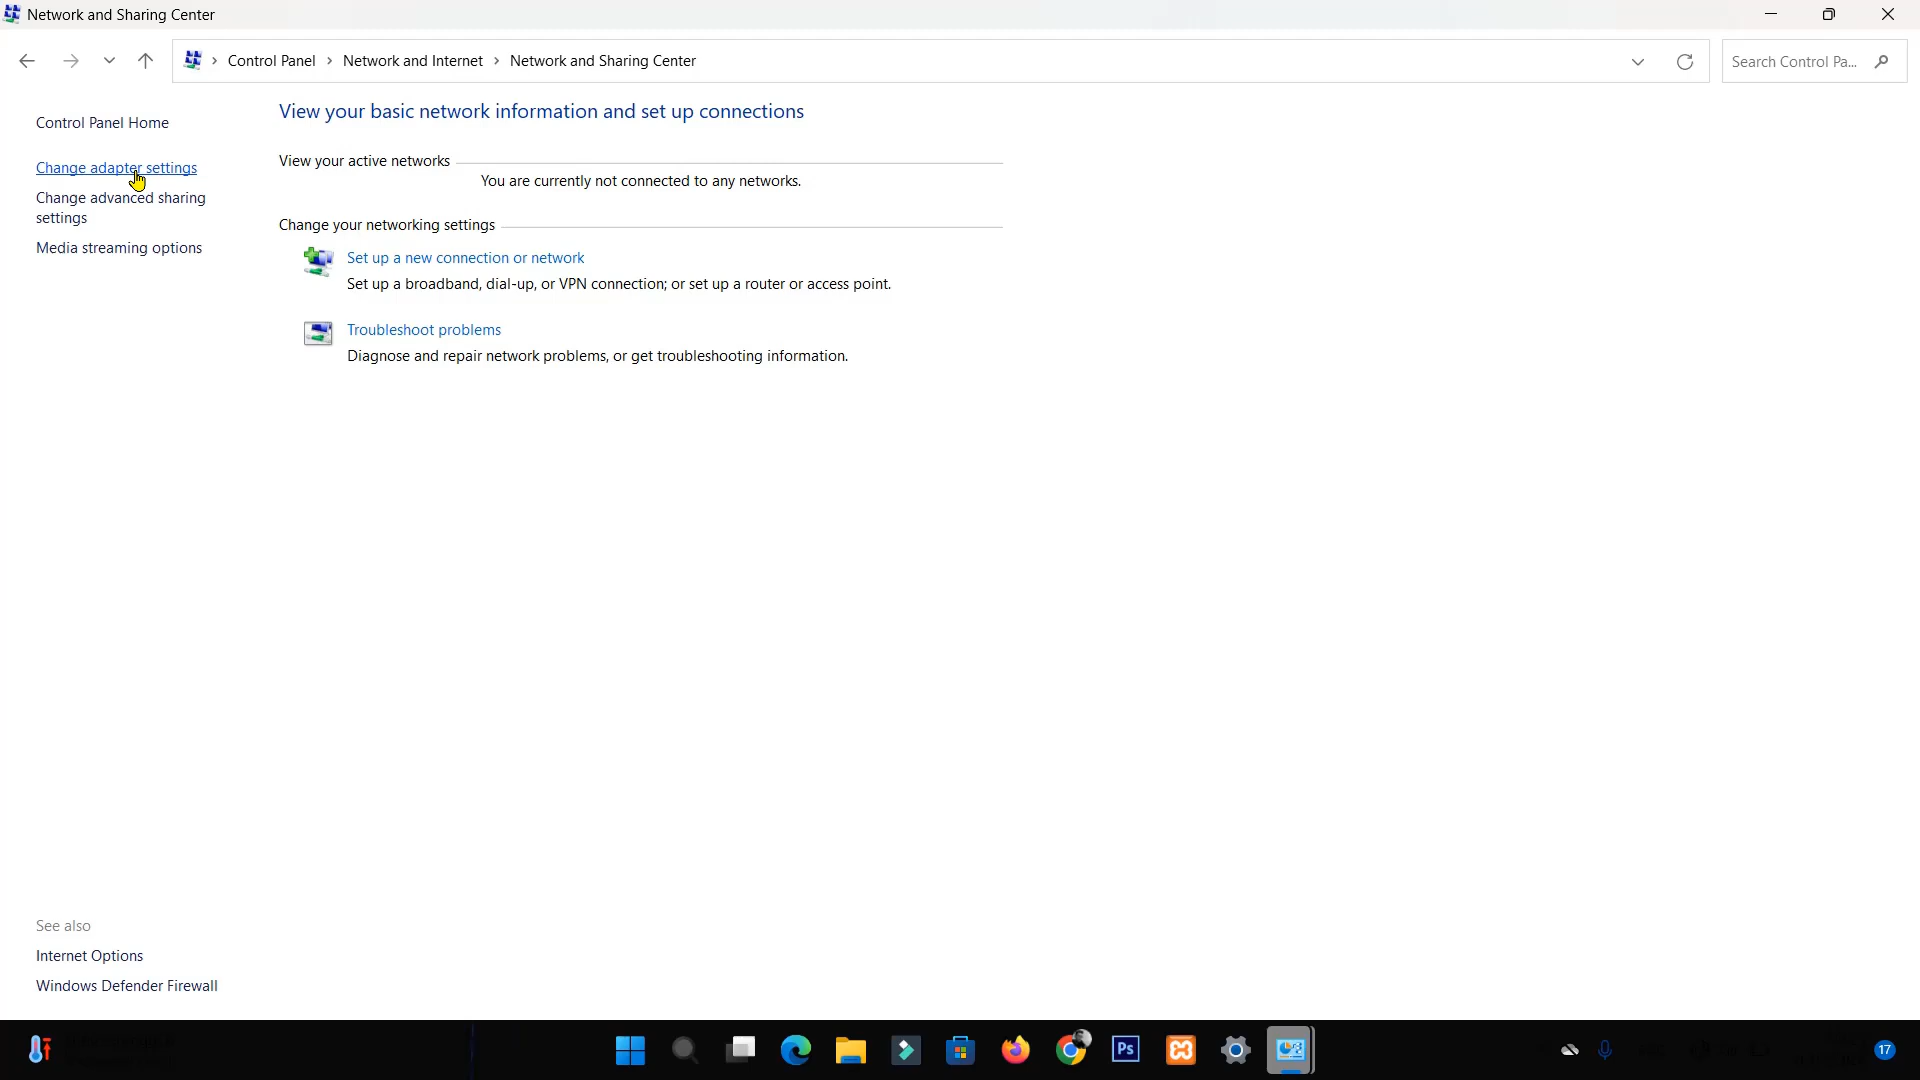 Network and Sharing Center
Control Panel > Network and Internet > Network and Sharing Center
Search Control Pa...
Control Panel Home
Change adapter settings
Change advanced sharing
settings
Media streaming options
View your basic network information and set up connections
View your active networks
You are currently not connected to any networks.
Change your networking settings
Set up a new connection or network
Set up a broadband, dial-up, or VPN connection; or set up a router or access point.
Troubleshoot problems
Diagnose and repair network problems, or get troubleshooting information.
See also
Internet Options
Windows Defender Firewall
Ps
17